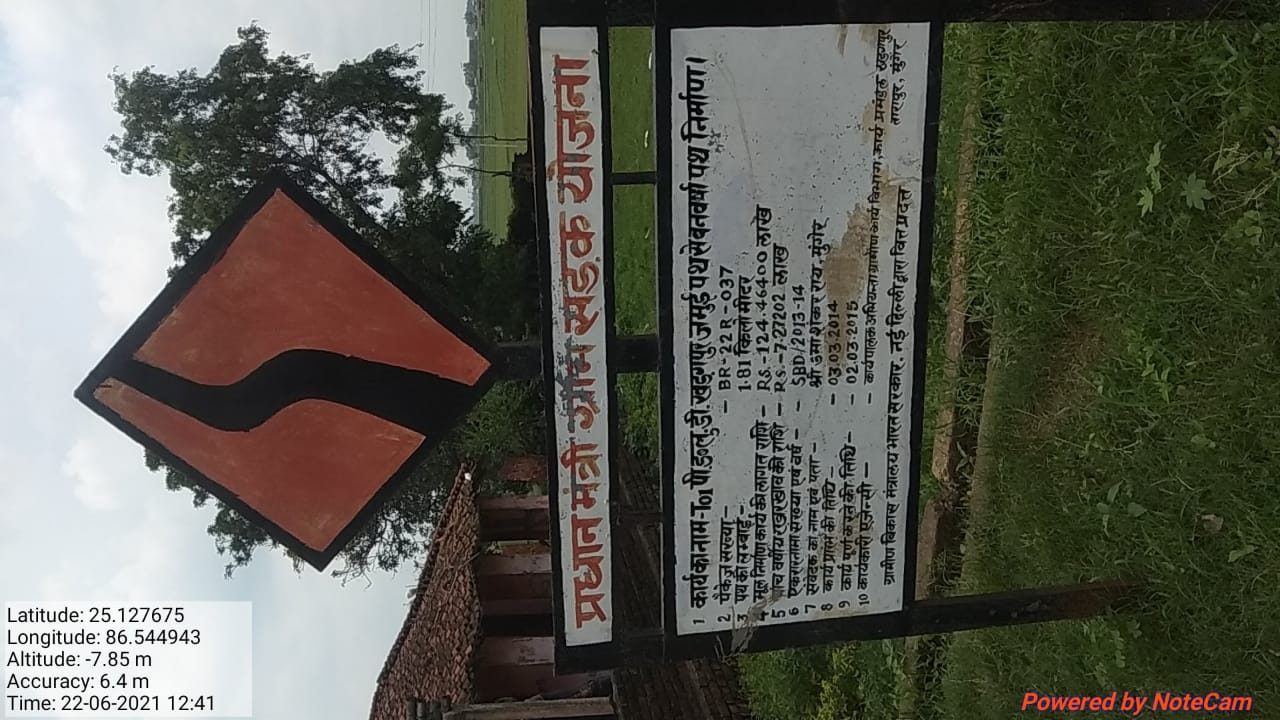 प्रधान मंत्री ग्राम सड़क योजना
1 कार्य का नाम- T01 पी.डब्लू.डी. खड़गपुर जमुई पथ से बनवर्षा पथ निर्माण।
2 पैकेज संख्या - BR-22R-037
3 पथ की लम्बाई - 1.81 किलो मीटर
4 मूल निर्माण कार्य की लागत राशि - RS.-124.46400 लाख
5 पांच वर्षीय रखरखाव की राशि - RS.-7.27202 लाख
6 एकरारनामा संख्या एवं वर्ष - SBD/2013-14
7 संवेदक का नाम एवं पता - श्री उमा शंकर राय, मुंगेर
8 कार्य प्रारंभ की तिथि - 03.03.2014
9 कार्य पूर्ण करने की तिथि - 02.03.2015
10 कार्यकारी एजेन्सी - कार्यपालक अभियन्ता ग्रामीण कार्य विभाग, कार्य प्रमंडल खड़गपुर
तारापुर, मुंगेर
ग्रामीण विकास मंत्रालय भारत सरकार, नई दिल्ली द्वारा वित्त प्रदत्त
Latitude: 25.127675
Longitude: 86.544943
Altitude: -7.85 m
Accuracy: 6.4 m
Time: 22-06-2021 12:41
Powered by NoteCam